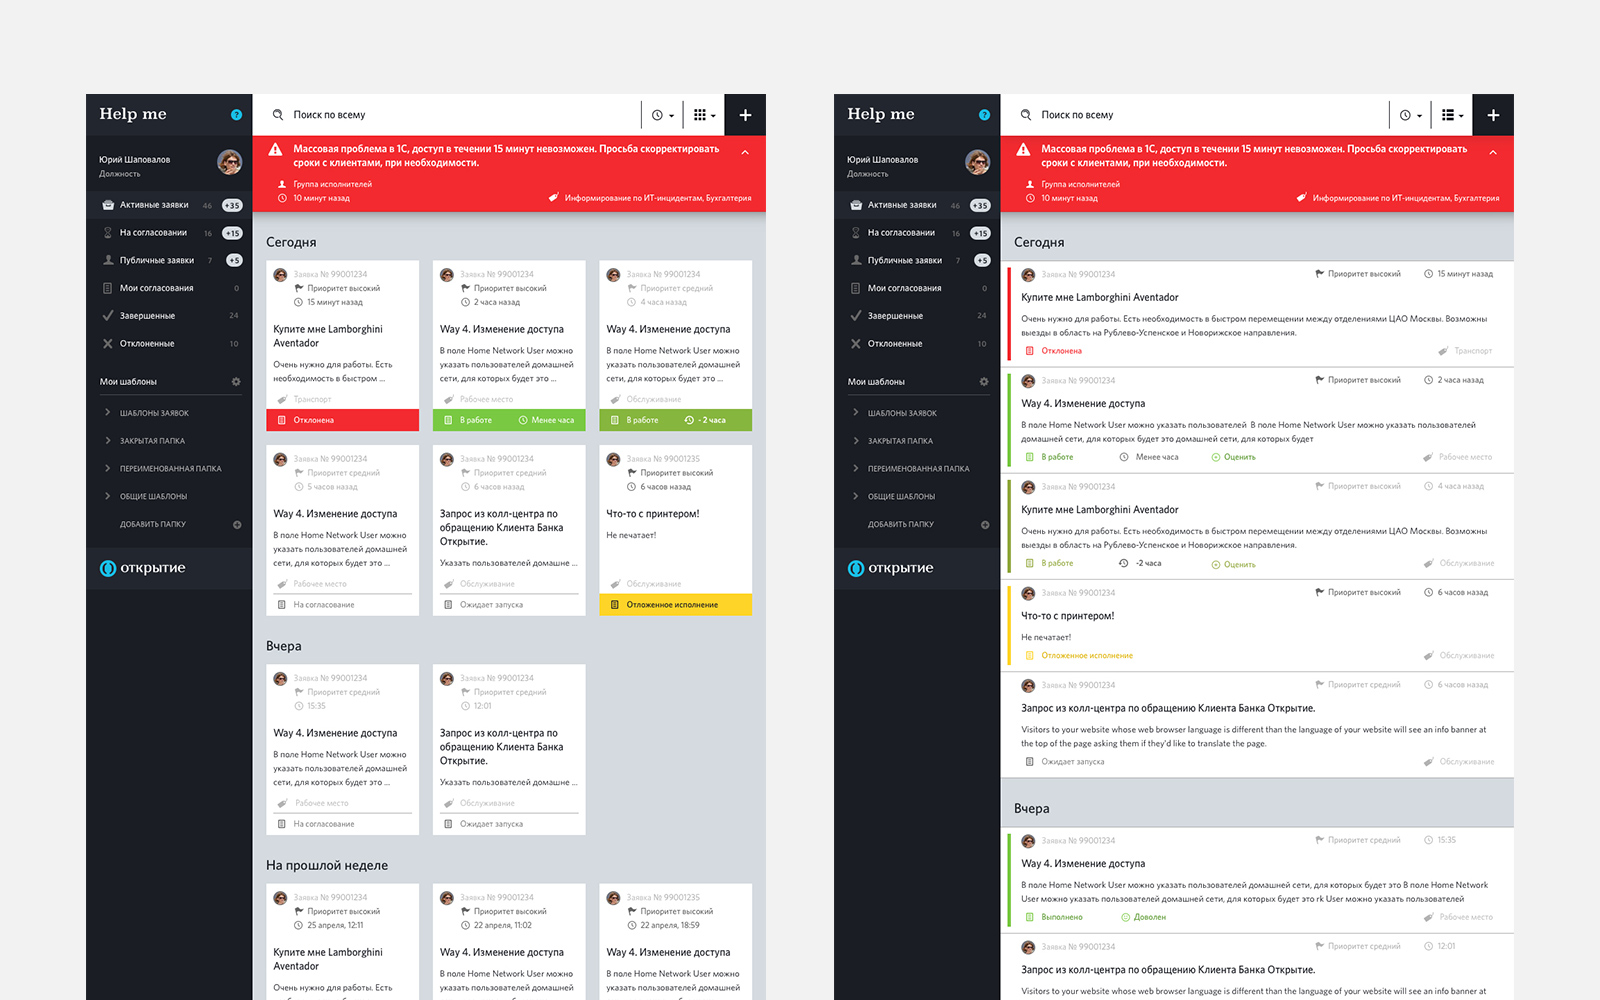 Help me
?
Поиск по всему
Юрий Шаповалов
Должность
Массовая проблема в 1С, доступ в течении 15 минут невозможен. Просьба скорректировать
сроки с клиентами, при необходимости.
Группа исполнителей
10 минут назад
Информирование по ИТ-инцидентам, Бухгалтерия
Активные заявки 46 +35
На согласовании 16 +15
Публичные заявки 7 +5
Мои согласования 0
Завершенные 24
Отклоненные 10
Мои шаблоны
ШАБЛОНЫ ЗАЯВОК
ЗАКРЫТАЯ ПАПКА
ПЕРЕИМЕНОВАННАЯ ПАПКА
ОБЩИЕ ШАБЛОНЫ
ДОБАВИТЬ ПАПКУ
открытие
Сегодня
Заявка № 99001234
Приоритет высокий
15 минут назад
Купите мне Lamborghini
Aventador
Очень нужно для работы. Есть
необходимость в быстром ...
Транспорт
Отклонена
Заявка № 99001234
Приоритет высокий
2 часа назад
Way 4. Изменение доступа
В поле Home Network User можно
указать пользователей домашней
сети, для которых будет это ...
Рабочее место
В работе Менее часа
Заявка № 99001234
Приоритет средний
4 часа назад
Way 4. Изменение доступа
В поле Home Network User можно
указать пользователей домашней
сети, для которых будет это ...
Обслуживание
В работе - 2 часа
Заявка № 99001234
Приоритет средний
5 часов назад
Way 4. Изменение доступа
В поле Home Network User можно
указать пользователей домашней
сети, для которых будет это ...
Рабочее место
На согласование
Заявка № 99001234
Приоритет средний
6 часов назад
Запрос из колл-центра по
обращению Клиента Банка
Открытие.
Указать пользователей домашне ...
Обслуживание
Ожидает запуска
Заявка № 99001235
Приоритет высокий
6 часов назад
Что-то с принтером!
Не печатает!
Обслуживание
Отложенное исполнение
Вчера
Заявка № 99001234
Приоритет средний
15:35
Way 4. Изменение доступа
В поле Home Network User можно
указать пользователей домашней
сети, для которых будет это ...
Рабочее место
На согласование
Заявка № 99001234
Приоритет средний
12:01
Запрос из колл-центра по
обращению Клиента Банка
Открытие.
Указать пользователей домашне ...
Обслуживание
Ожидает запуска
На прошлой неделе
Заявка № 99001234
Приоритет высокий
25 апреля, 12:11
Купите мне Lamborghini
Aventador
Очень нужно для работы. Есть
Заявка № 99001234
Приоритет высокий
22 апреля, 11:02
Way 4. Изменение доступа
В поле Home Network User можно
указать пользователей домашней
Заявка № 99001235
Приоритет высокий
22 апреля, 18:59
Way 4. Изменение доступа
В поле Home Network User можно
указать пользователей домашней
Help me
?
Поиск по всему
Юрий Шаповалов
Должность
Массовая проблема в 1С, доступ в течении 15 минут невозможен. Просьба скорректировать
сроки с клиентами, при необходимости.
Группа исполнителей
10 минут назад
Информирование по ИТ-инцидентам, Бухгалтерия
Активные заявки 46 +35
На согласовании 16 +15
Публичные заявки 7 +5
Мои согласования 0
Завершенные 24
Отклоненные 10
Мои шаблоны
ШАБЛОНЫ ЗАЯВОК
ЗАКРЫТАЯ ПАПКА
ПЕРЕИМЕНОВАННАЯ ПАПКА
ОБЩИЕ ШАБЛОНЫ
ДОБАВИТЬ ПАПКУ
открытие
Сегодня
Заявка № 99001234 Приоритет высокий 15 минут назад
Купите мне Lamborghini Aventador
Очень нужно для работы. Есть необходимость в быстром перемещении между отделениями ЦАО Москвы. Возможны
выезды в область на Рублево-Успенское и Новорижское направления.
Отклонена Транспорт
Заявка № 99001234 Приоритет высокий 2 часа назад
Way 4. Изменение доступа
В поле Home Network User можно указать пользователей В поле Home Network User можно указать пользователей
домашней сети, для которых будет это домашней сети, для которых будет
В работе Менее часа Оценить Рабочее место
Заявка № 99001234 Приоритет высокий 4 часа назад
Купите мне Lamborghini Aventador
Очень нужно для работы. Есть необходимость в быстром перемещении между отделениями ЦАО Москвы. Возможны
выезды в область на Рублево-Успенское и Новорижское направления.
В работе -2 часа Оценить Обслуживание
Заявка № 99001234 Приоритет высокий 6 часов назад
Что-то с принтером!
Не печатает!
Отложенное исполнение Обслуживание
Заявка № 99001234 Приоритет средний 6 часов назад
Запрос из колл-центра по обращению Клиента Банка Открытие.
Visitors to your website whose web browser language is different than the language of your website will see an info banner at
the top of the page asking them if they'd like to translate the page.
Ожидает запуска Обслуживание
Вчера
Заявка № 99001234 Приоритет средний 15:35
Way 4. Изменение доступа
В поле Home Network User можно указать пользователей домашней сети, для которых будет это В поле Home Network
User можно указать пользователей домашней сети, для которых будет это rk User можно указать пользователей
Выполнено Доволен Рабочее место
Заявка № 99001234 Приоритет средний 12:01
Запрос из колл-центра по обращению Клиента Банка Открытие.
Visitors to your website whose web browser language is different than the language of your website will see an info banner at